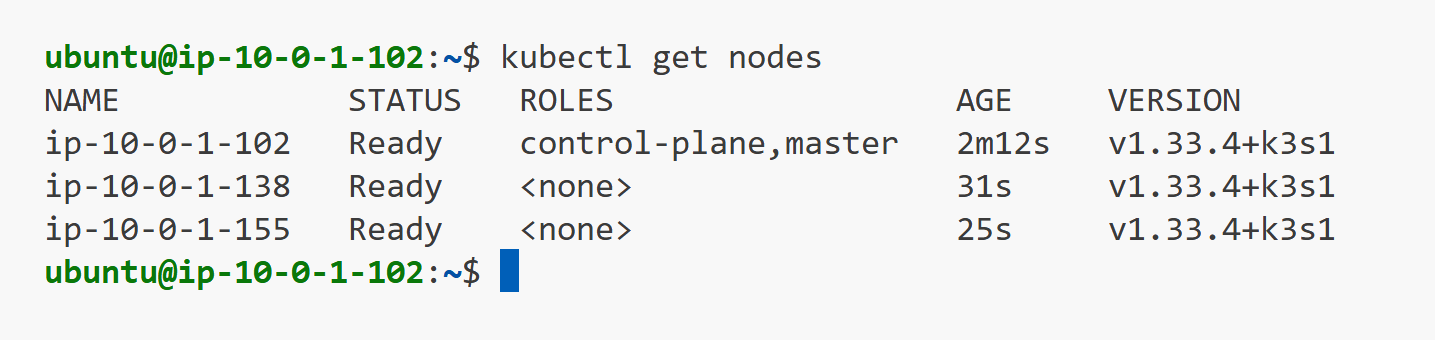 ubuntu@ip-10-0-1-102:~$ kubectl get nodes
NAME            STATUS   ROLES                  AGE     VERSION
ip-10-0-1-102   Ready    control-plane,master   2m12s   v1.33.4+k3s1
ip-10-0-1-138   Ready    <none>                 31s     v1.33.4+k3s1
ip-10-0-1-155   Ready    <none>                 25s     v1.33.4+k3s1
ubuntu@ip-10-0-1-102:~$